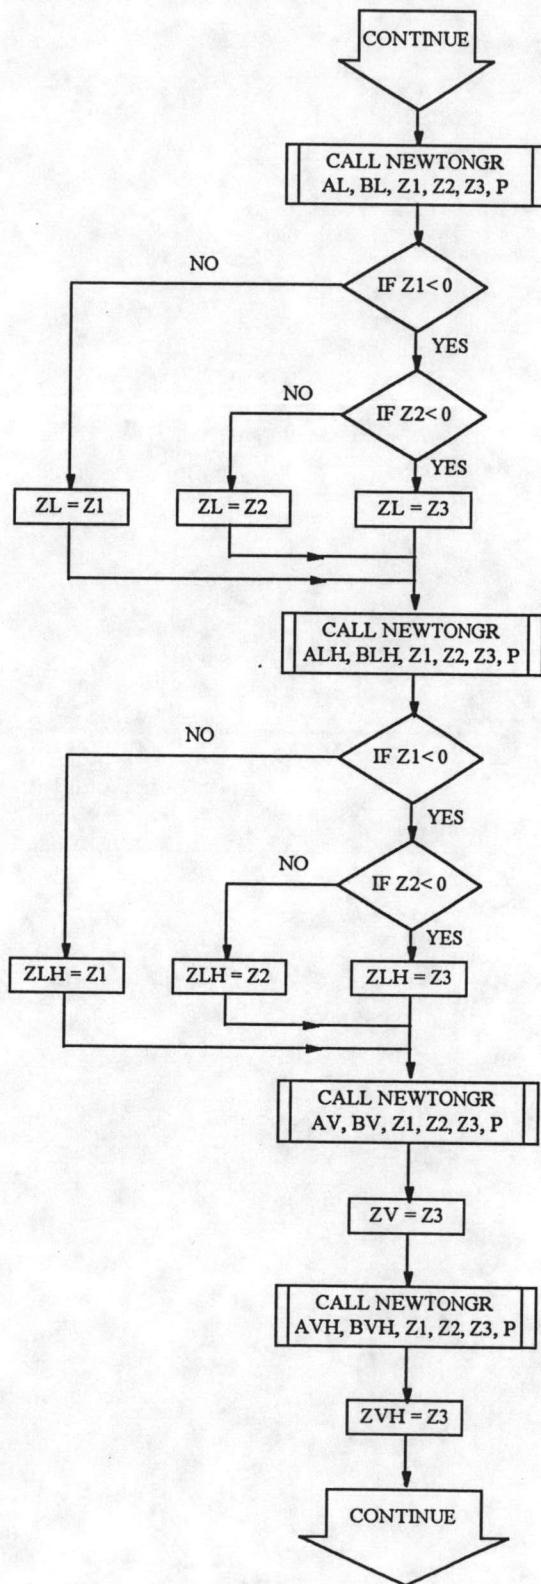 CONTINUE
CALL NEWTONGR
AL, BL, Z1, Z2, Z3, P
NO
IF Z1< 0
YES
NO
IF Z2<0
YES
ZL = Z1
ZL = Z2
ZL = Z3
CALL NEWTONGR
ALH, BLH, Z1, Z2, Z3, P
NO
IF Z1<0
YES
NO
IF Z2< 0
YES
ZLH = Z1
ZLH = Z2
ZLH = Z3
CALL NEWTONGR
AV, BV, Z1, Z2, Z3, P
ZV = Z3
CALL NEWTONGR
AVH, BVH, Z1, Z2, Z3, P
ZVH = Z3
CONTINUE